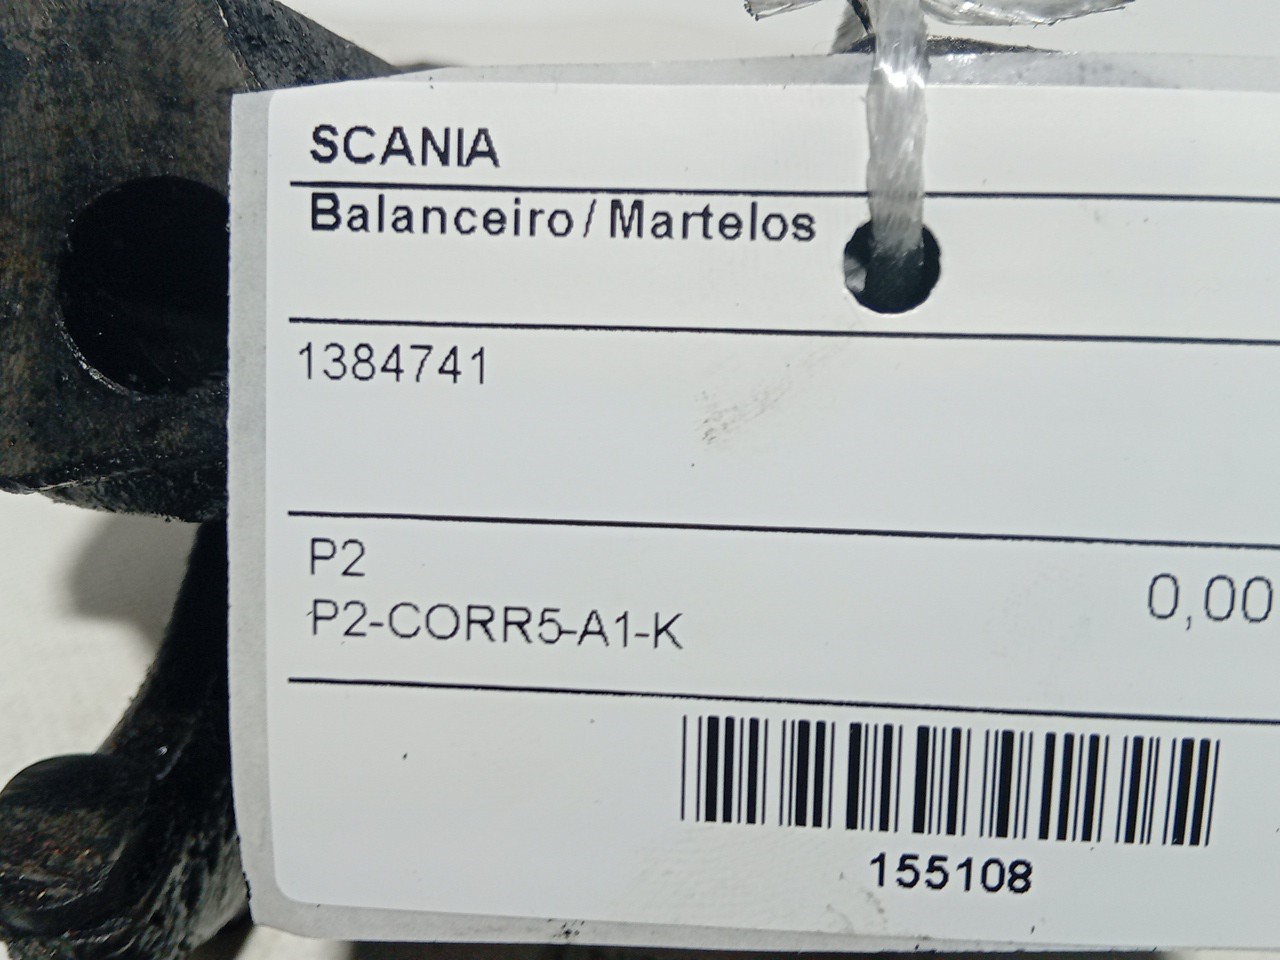 SCANIA
Balanceiro / Martelos
1384741
P2
P2-CORR5-A1-K
0,00
155108